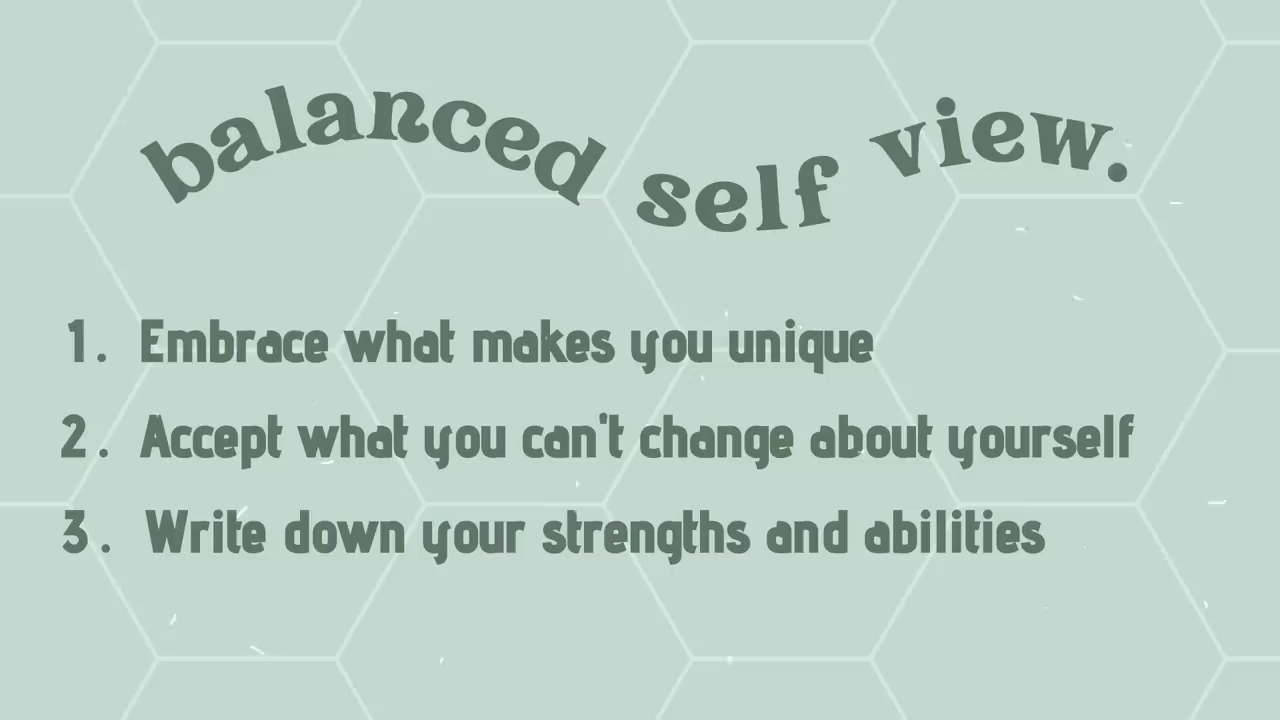 balanced self view.
1. Embrace what makes you unique
2. Accept what you can't change about yourself
3. Write down your strengths and abilities